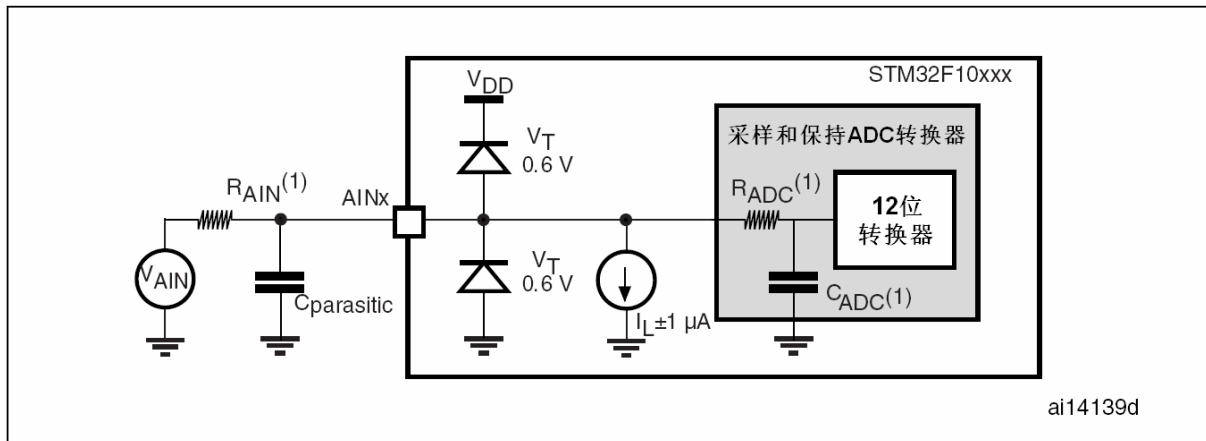 STM32F10xxx
VDD
VT
0.6 V
采样和保持ADC转换器
RAIN(1)
AINx
RADC(1)
12位
转换器
VAIN
Cparasitic
VT
0.6 V
IL±1 μA
CADC(1)
ai14139d